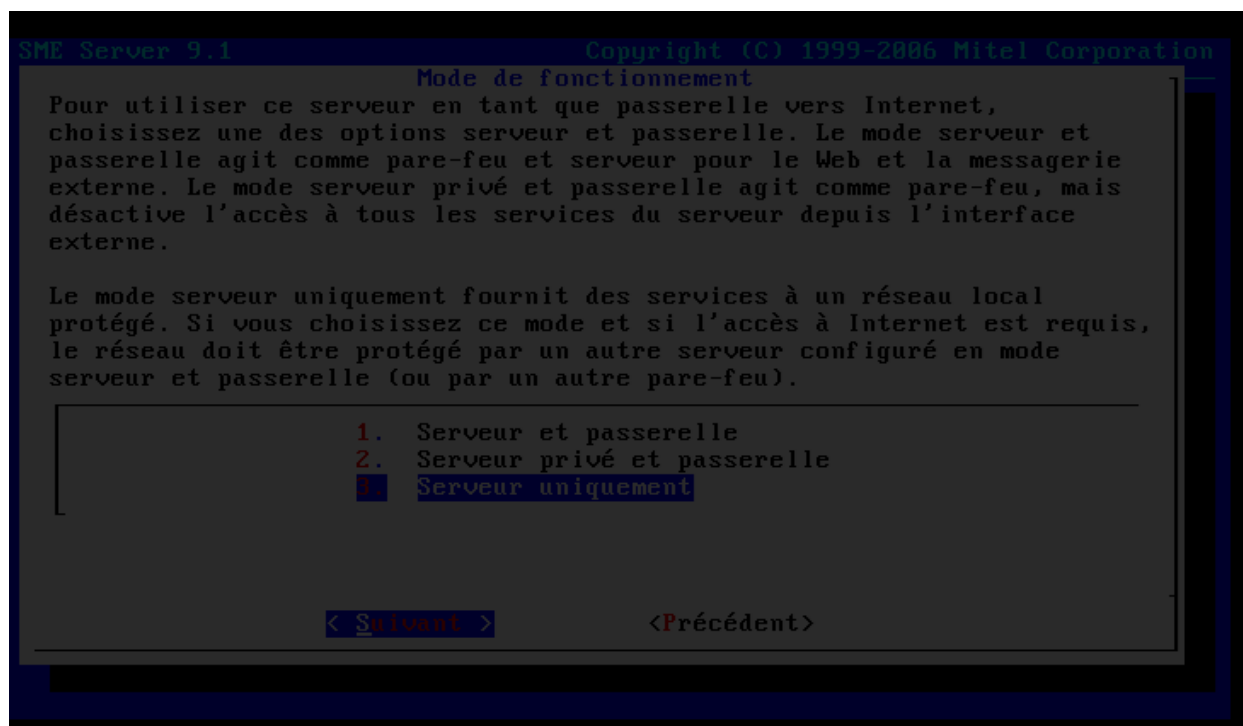 SME Server 9.1 Copyright (C) 1999-2006 Mitel Corporation
Mode de fonctionnement
Pour utiliser ce serveur en tant que passerelle vers Internet,
choisissez une des options serveur et passerelle. Le mode serveur et
passerelle agit comme pare-feu et serveur pour le Web et la messagerie
externe. Le mode serveur privé et passerelle agit comme pare-feu, mais
désactive l'accès à tous les services du serveur depuis l'interface
externe.
Le mode serveur uniquement fournit des services à un réseau local
protégé. Si vous choisissez ce mode et si l'accès à Internet est requis,
le réseau doit être protégé par un autre serveur configuré en mode
serveur et passerelle (ou par un autre pare-feu).
1. Serveur et passerelle
2. Serveur privé et passerelle
3. Serveur uniquement
< Suivant > <Précédent>